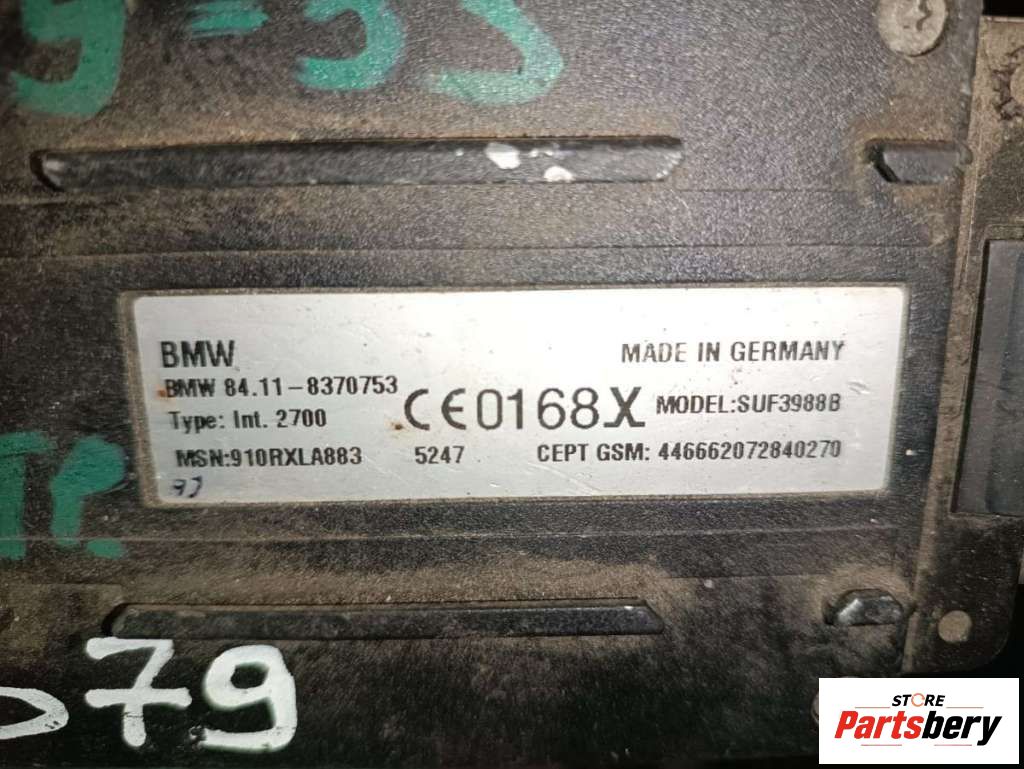 BMW
MADE IN GERMANY
BMW 84.11-8370753
CE0168X
MODEL:SUF3988B
Type: Int. 2700
MSN:910RXLA883
5247
CEPT GSM: 446662072840270
79
STORE
Partsbery